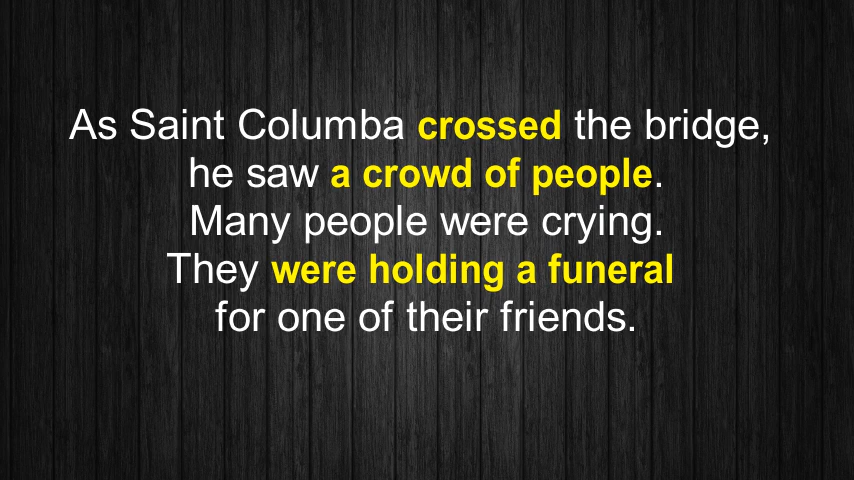 As Saint Columba crossed the bridge,
he saw a crowd of people.
Many people were crying.
They were holding a funeral
for one of their friends.